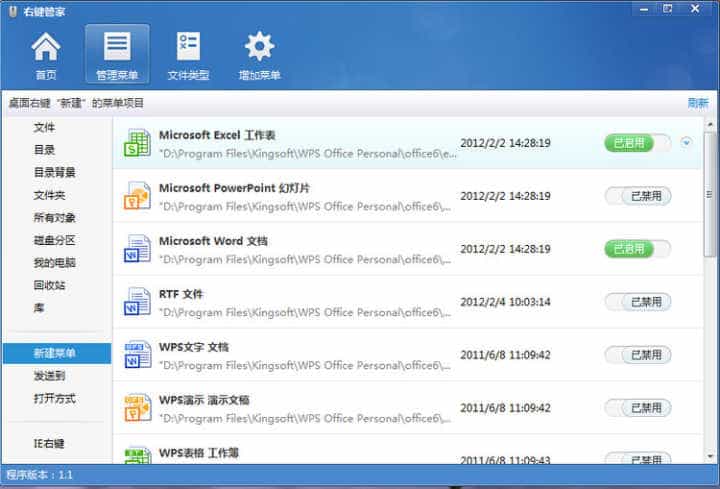 右键管家
首页
管理菜单
文件类型
增加菜单
桌面右键“新建”的菜单项目
刷新
文件
目录
目录背景
文件夹
所有对象
磁盘分区
我的电脑
回收站
库
新建菜单
发送到
打开方式
IE右键
Microsoft Excel 工作表
"D:\Program Files\Kingsoft\WPS Office Personal\office6\e...
2012/2/2 14:28:19
已启用
Microsoft PowerPoint 幻灯片
"D:\Program Files\Kingsoft\WPS Office Personal\office6\...
2012/2/2 14:28:19
已禁用
Microsoft Word 文档
"D:\Program Files\Kingsoft\WPS Office Personal\office6\...
2012/2/2 14:28:19
已启用
RTF 文件
"D:\Program Files\Kingsoft\WPS Office Personal\office6\...
2012/2/4 10:03:14
已禁用
WPS文字 文档
"D:\Program Files\Kingsoft\WPS Office Personal\office6\...
2011/6/8 11:09:42
已禁用
WPS演示 演示文稿
"D:\Program Files\Kingsoft\WPS Office Personal\office6\...
2011/6/8 11:09:42
已禁用
WPS表格 工作簿
2011/6/8 11:09:43
已禁用
程序版本：1.1